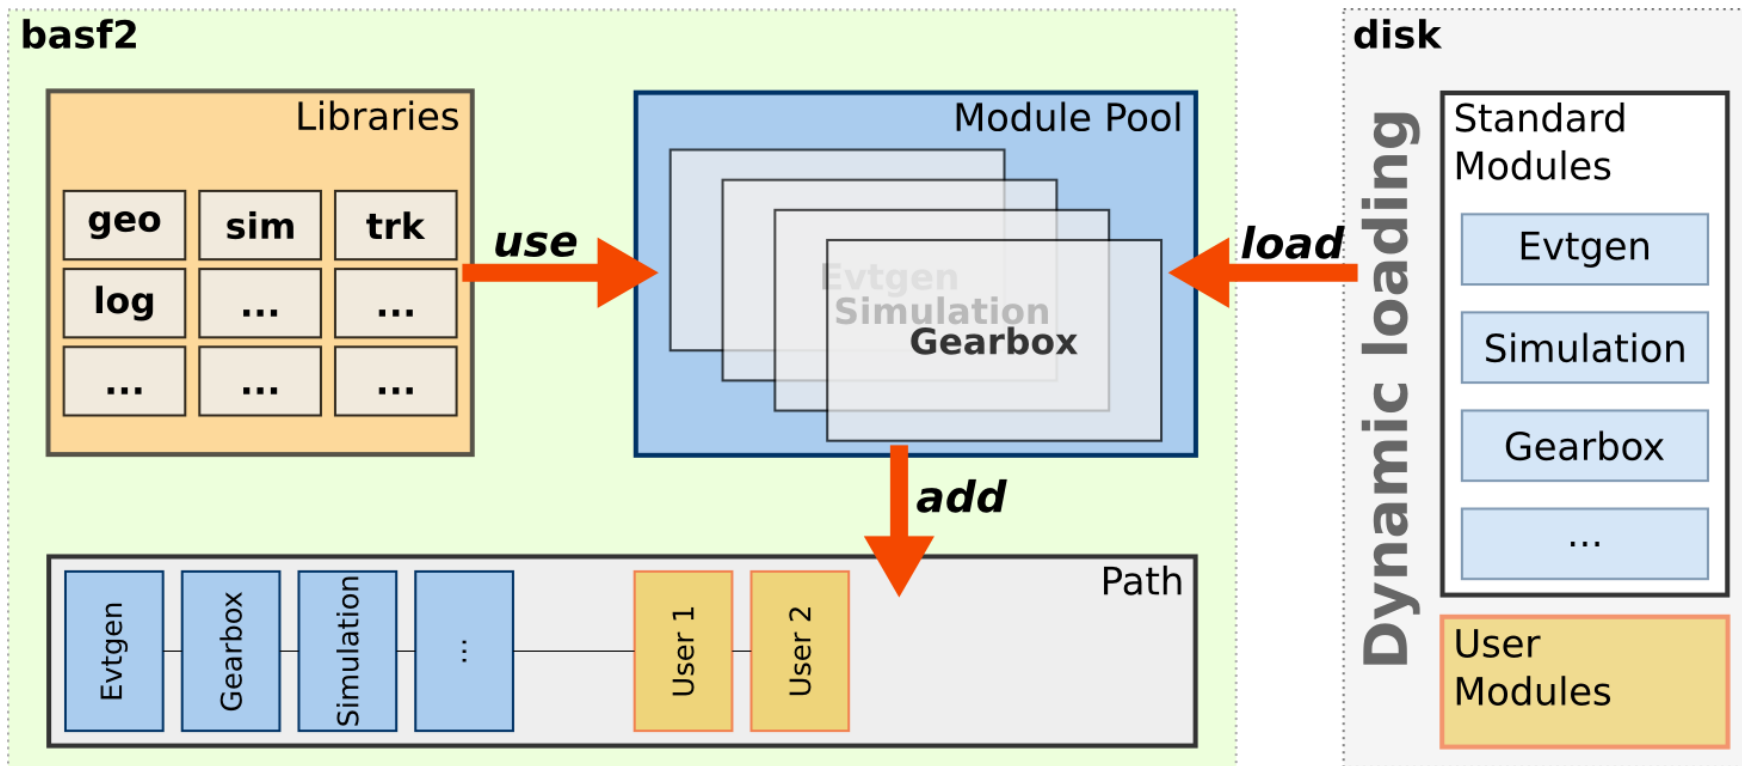 basf2
Libraries
geo sim trk
log ... ...
... ... ...
use
Module Pool
Evtgen
Simulation
Gearbox
load
add
Path
Evtgen
Gearbox
Simulation
...
User 1
User 2
disk
Dynamic loading
Standard
Modules
Evtgen
Simulation
Gearbox
...
User
Modules